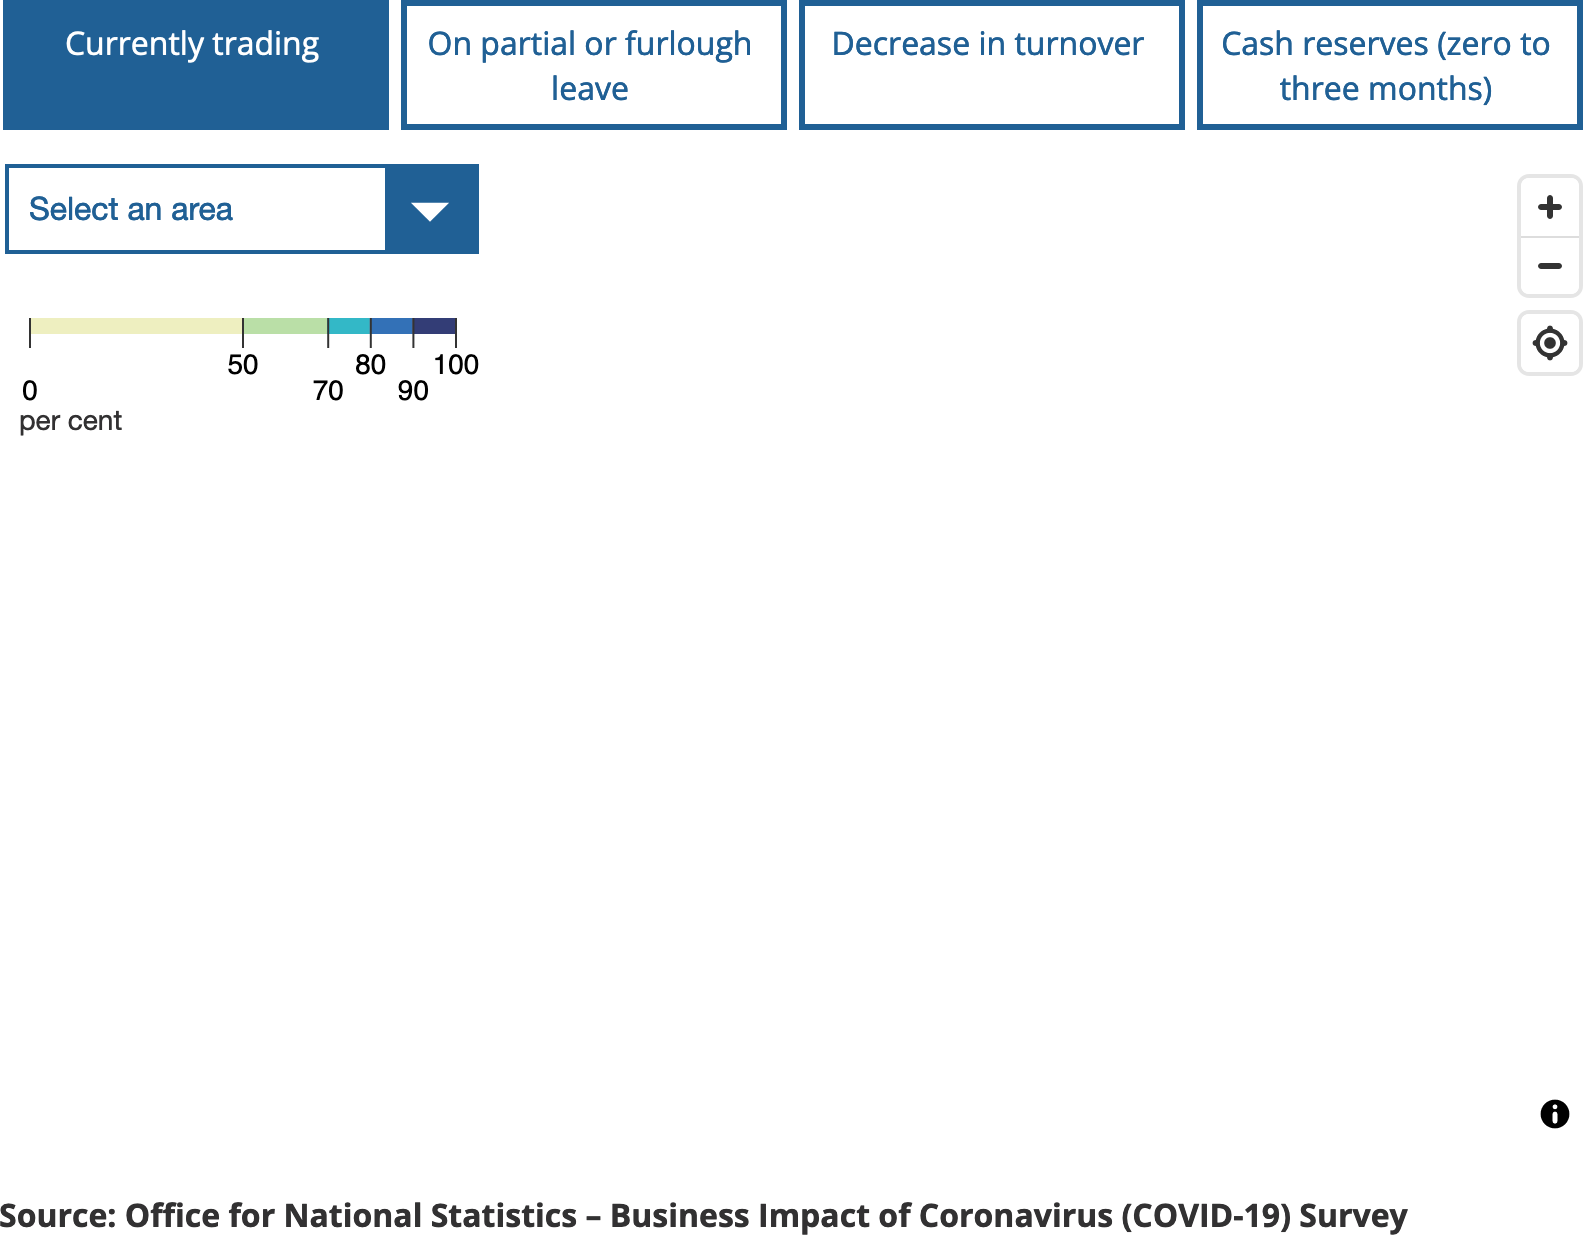 Currently trading
On partial or furlough
leave
Decrease in turnover
Cash reserves (zero to
three months)
Select an area
50 80 100
0 70 90
per cent
Source: Office for National Statistics – Business Impact of Coronavirus (COVID-19) Survey